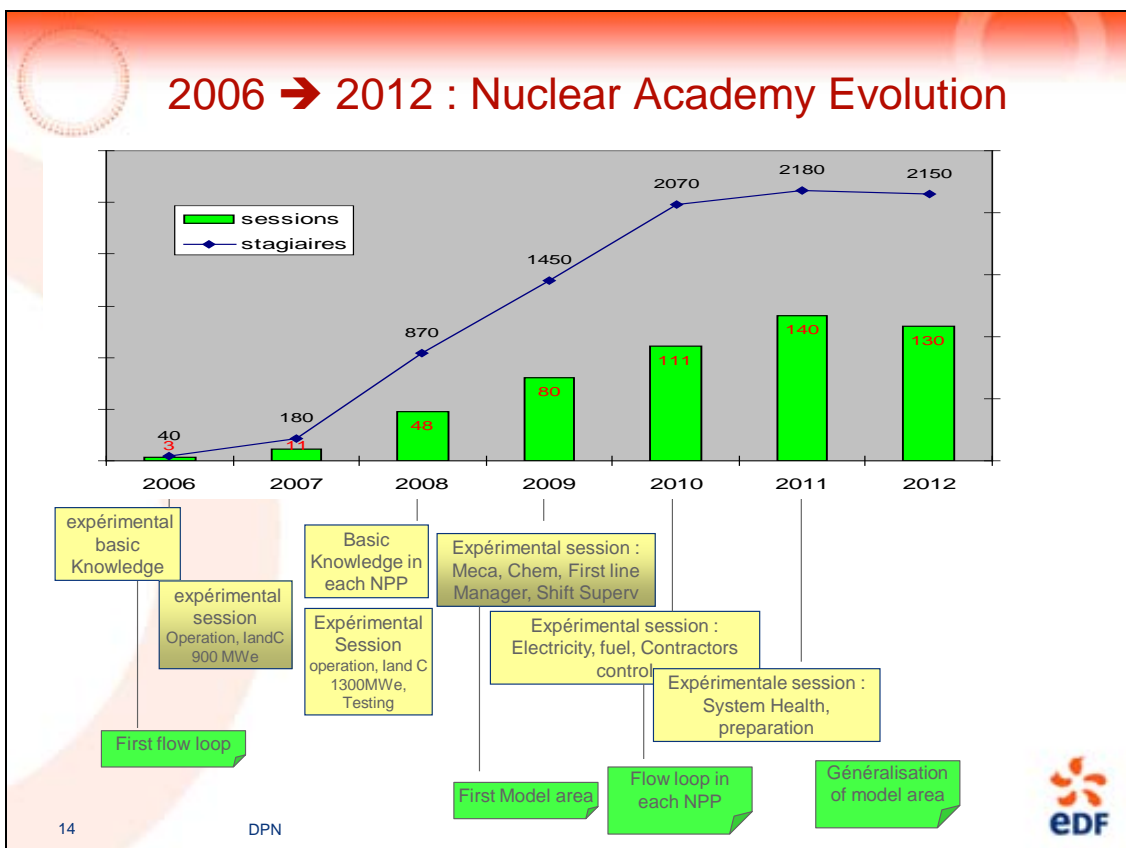 2006 ➔ 2012 : Nuclear Academy Evolution
sessions
stagiaires
40
180
870
1450
2070
2180
2150
3
11
48
80
111
140
130
2006
2007
2008
2009
2010
2011
2012
expérimental
basic
Knowledge
expérimental
session
Operation, IandC
900 MWe
Basic
Knowledge in
each NPP
Expérimental
Session
operation, Iand C
1300MWe,
Testing
Expérimental session :
Meca, Chem, First line
Manager, Shift Superv
Expérimental session :
Electricity, fuel, Contractors
control
Expérimentale session :
System Health,
preparation
First flow loop
First Model area
Flow loop in
each NPP
Généralisation
of model area
14
DPN
eDF